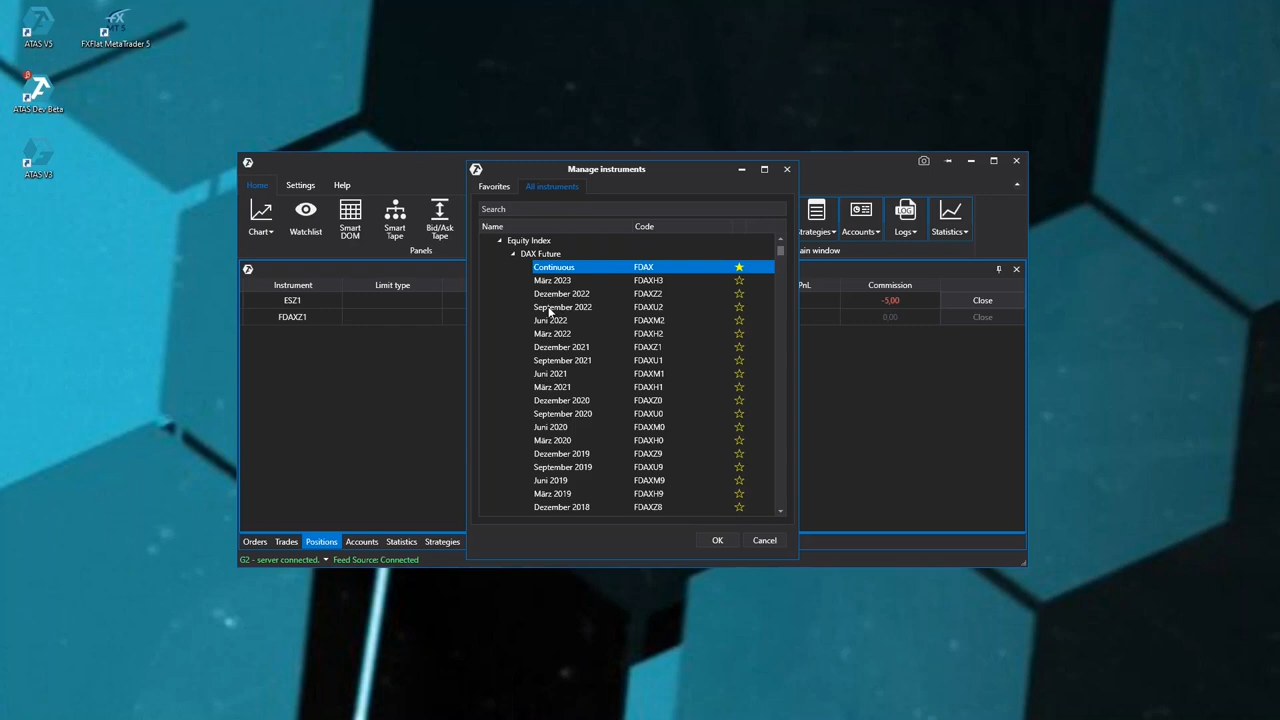 ATAS V5
FXFlat MetaTrader 5
ATAS Dev Beta
ATAS V3
Home
Settings
Help
Chart
Watchlist
Smart DOM
Smart Tape
Bid/Ask Tape
Panels
Accounts
LOG
Logs
Statistics
Instrument
Limit type
PnL
Commission
ESZ1
-5,00
Close
FDAXZ1
0,00
Close
Orders
Trades
Positions
Accounts
Statistics
Strategies
G2 - server connected.
Feed Source: Connected
Manage instruments
Favorites
All instruments
Search
Name Code
Equity Index
DAX Future
Continuous FDAX
März 2023 FDAXH3
Dezember 2022 FDAXZ2
September 2022 FDAXU2
Juni 2022 FDAXM2
März 2022 FDAXH2
Dezember 2021 FDAXZ1
September 2021 FDAXU1
Juni 2021 FDAXM1
März 2021 FDAXH1
Dezember 2020 FDAXZ0
September 2020 FDAXU0
Juni 2020 FDAXM0
März 2020 FDAXH0
Dezember 2019 FDAXZ9
September 2019 FDAXU9
Juni 2019 FDAXM9
März 2019 FDAXH9
Dezember 2018 FDAXZ8
OK
Cancel